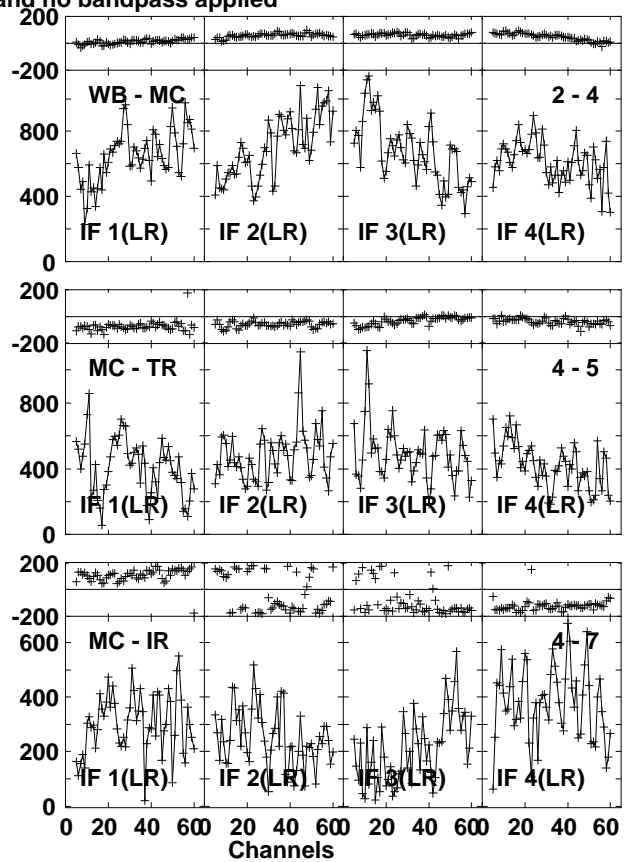 and no bandpass applied
200
-200
WB - MC
2 - 4
800
400
IF 1(LR) IF 2(LR) IF 3(LR) IF 4(LR)
0
200
-200
MC - TR
4 - 5
800
400
IF 1(LR) IF 2(LR) IF 3(LR) IF 4(LR)
0
200
-200
MC - IR
4 - 7
600
400
200
IF 1(LR) IF 2(LR) IF 3(LR) IF 4(LR)
0
0 20 40 60 0 20 40 60 0 20 40 60 0 20 40 60
Channels